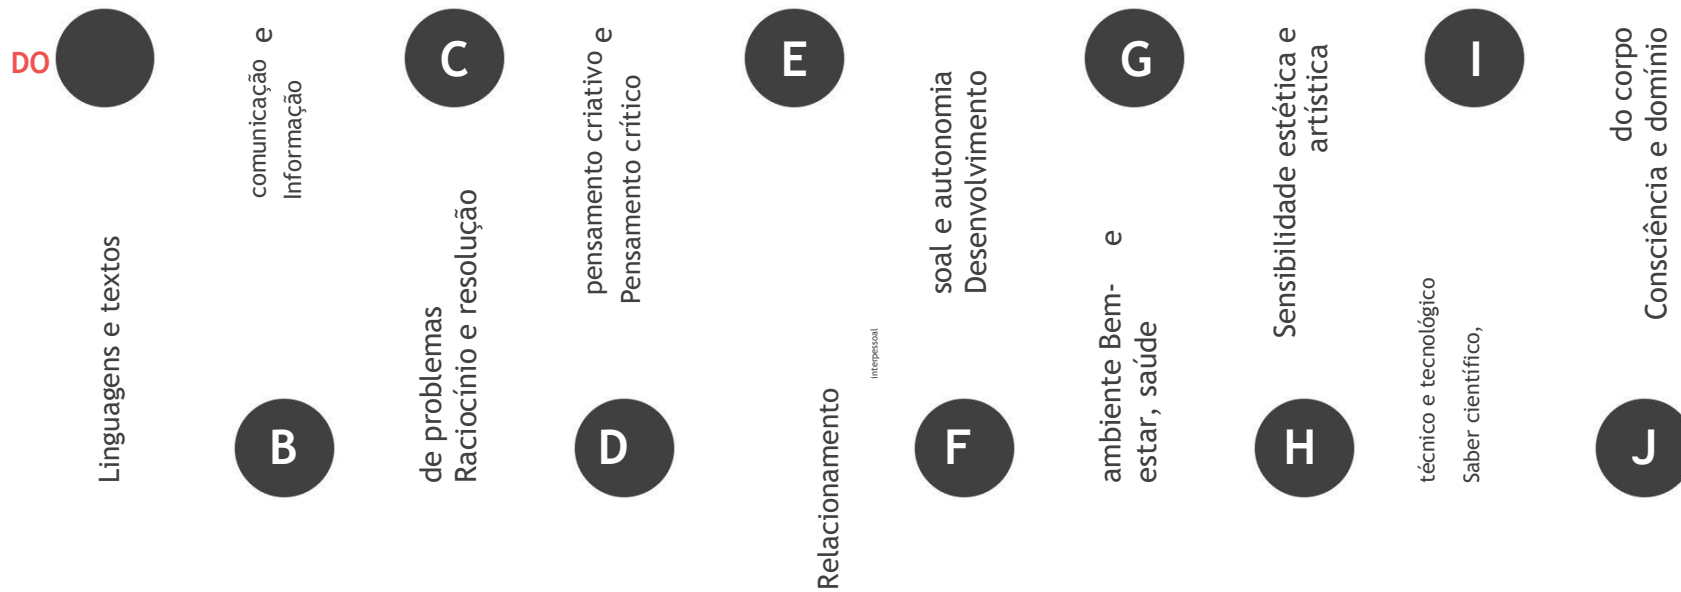 DO
Linguagens e textos
B
comunicação e
Informação
C
de problemas
Raciocínio e resolução
D
pensamento criativo e
Pensamento crítico
E
Relacionamento
interpessoal
F
soal e autonomia
Desenvolvimento
G
ambiente Bem- e
estar, saúde
H
Sensibilidade estética e
artística
I
técnico e tecnológico
Saber científico,
J
do corpo
Consciência e domínio